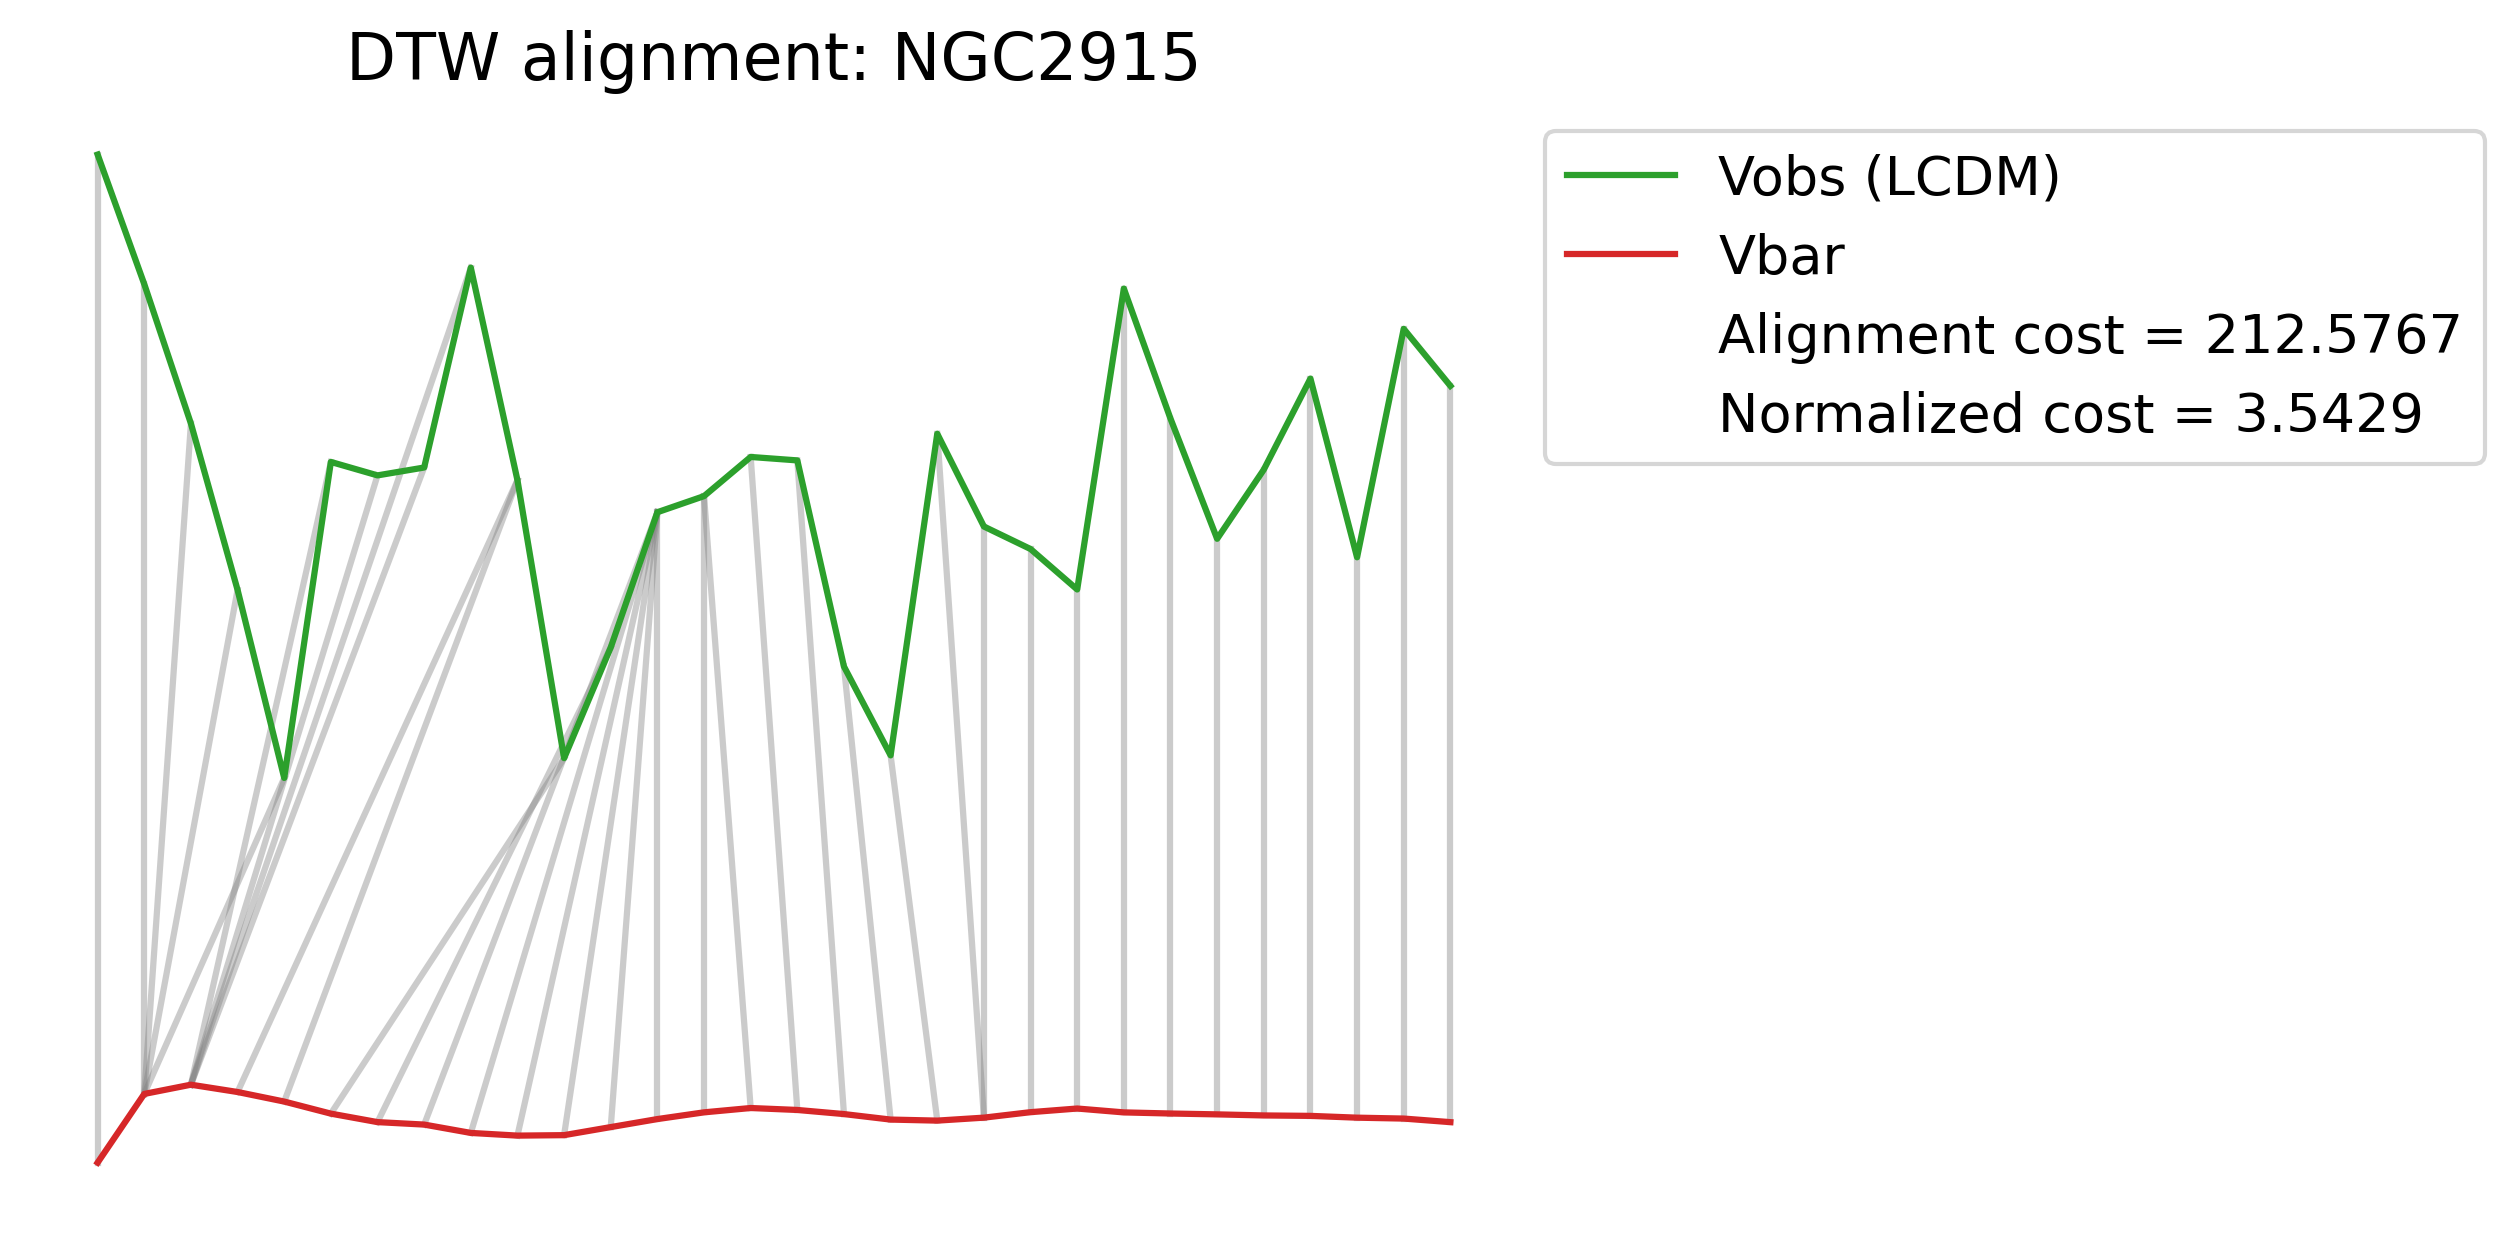 DTW alignment: NGC2915
Vobs (LCDM)
Vbar
Alignment cost = 212.5767
Normalized cost = 3.5429